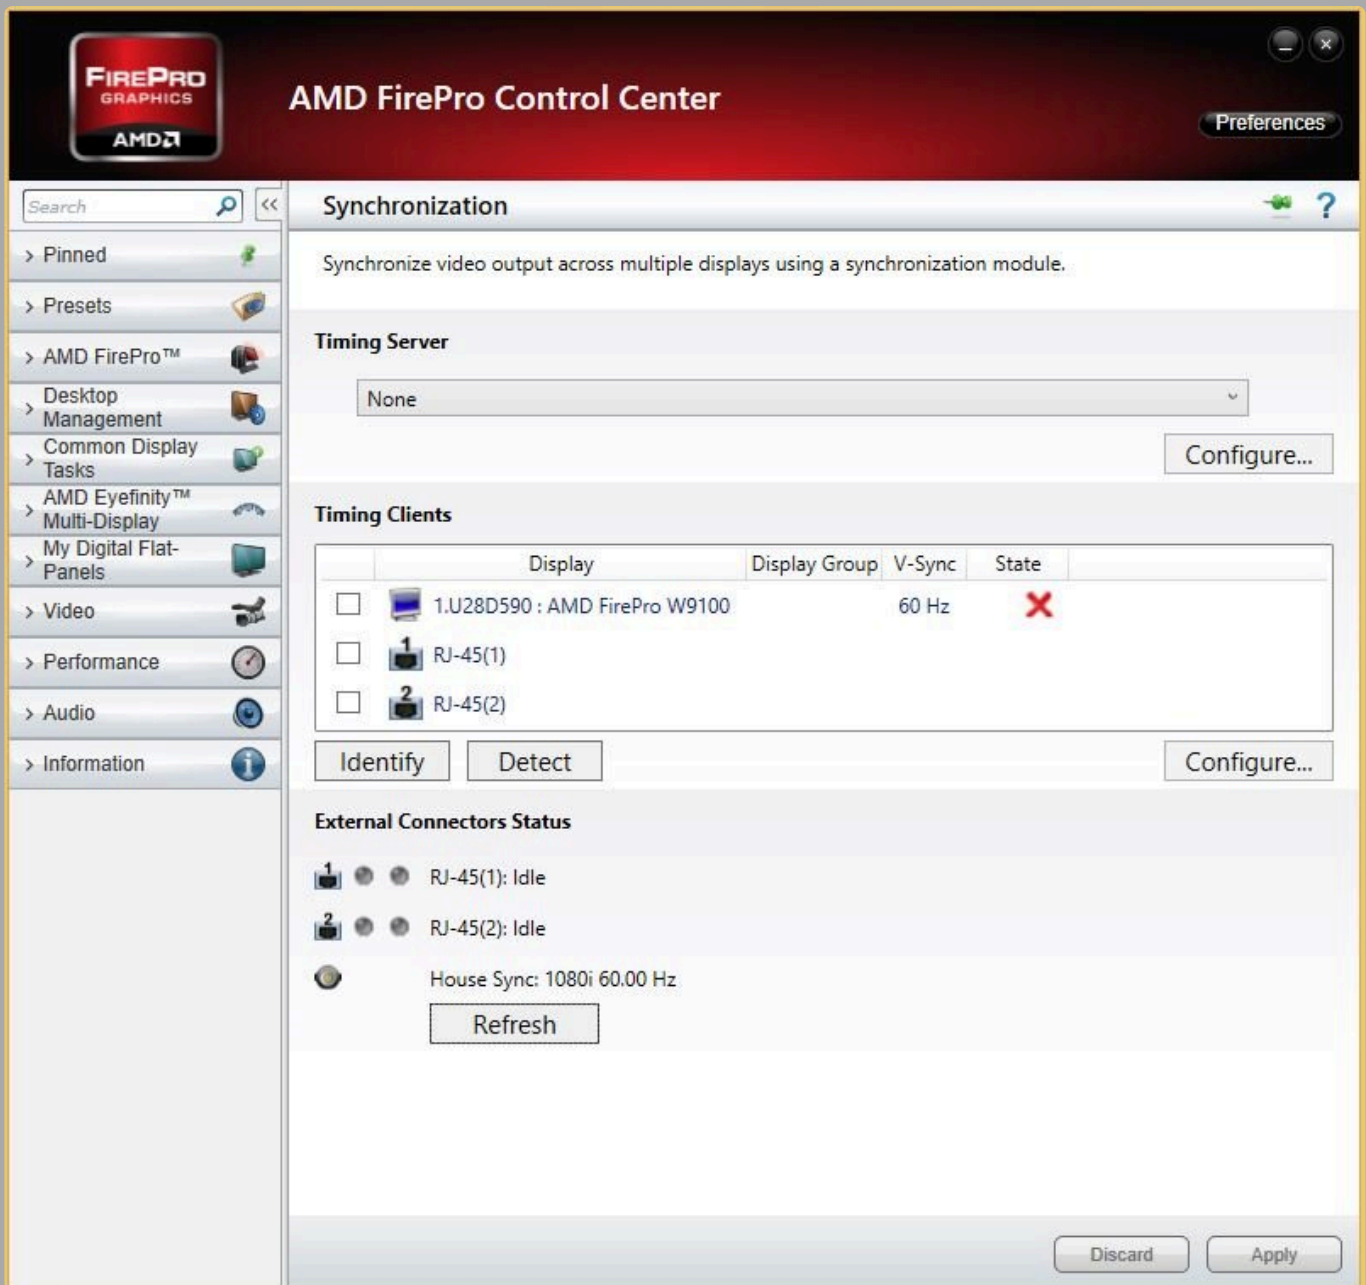 FIREPRO
GRAPHICS
AMD
AMD FirePro Control Center
Preferences
Search
<<
Synchronization
?
> Pinned
> Presets
> AMD FirePro™
> Desktop
Management
> Common Display
Tasks
> AMD Eyefinity™
Multi-Display
> My Digital Flat-
Panels
> Video
> Performance
> Audio
> Information
Synchronize video output across multiple displays using a synchronization module.
Timing Server
None
Configure...
Timing Clients
Display Display Group V-Sync State
1.U28D590 : AMD FirePro W9100 60 Hz
1 RJ-45(1)
2 RJ-45(2)
Identify Detect Configure...
External Connectors Status
1 RJ-45(1): Idle
2 RJ-45(2): Idle
House Sync: 1080i 60.00 Hz
Refresh
Discard Apply